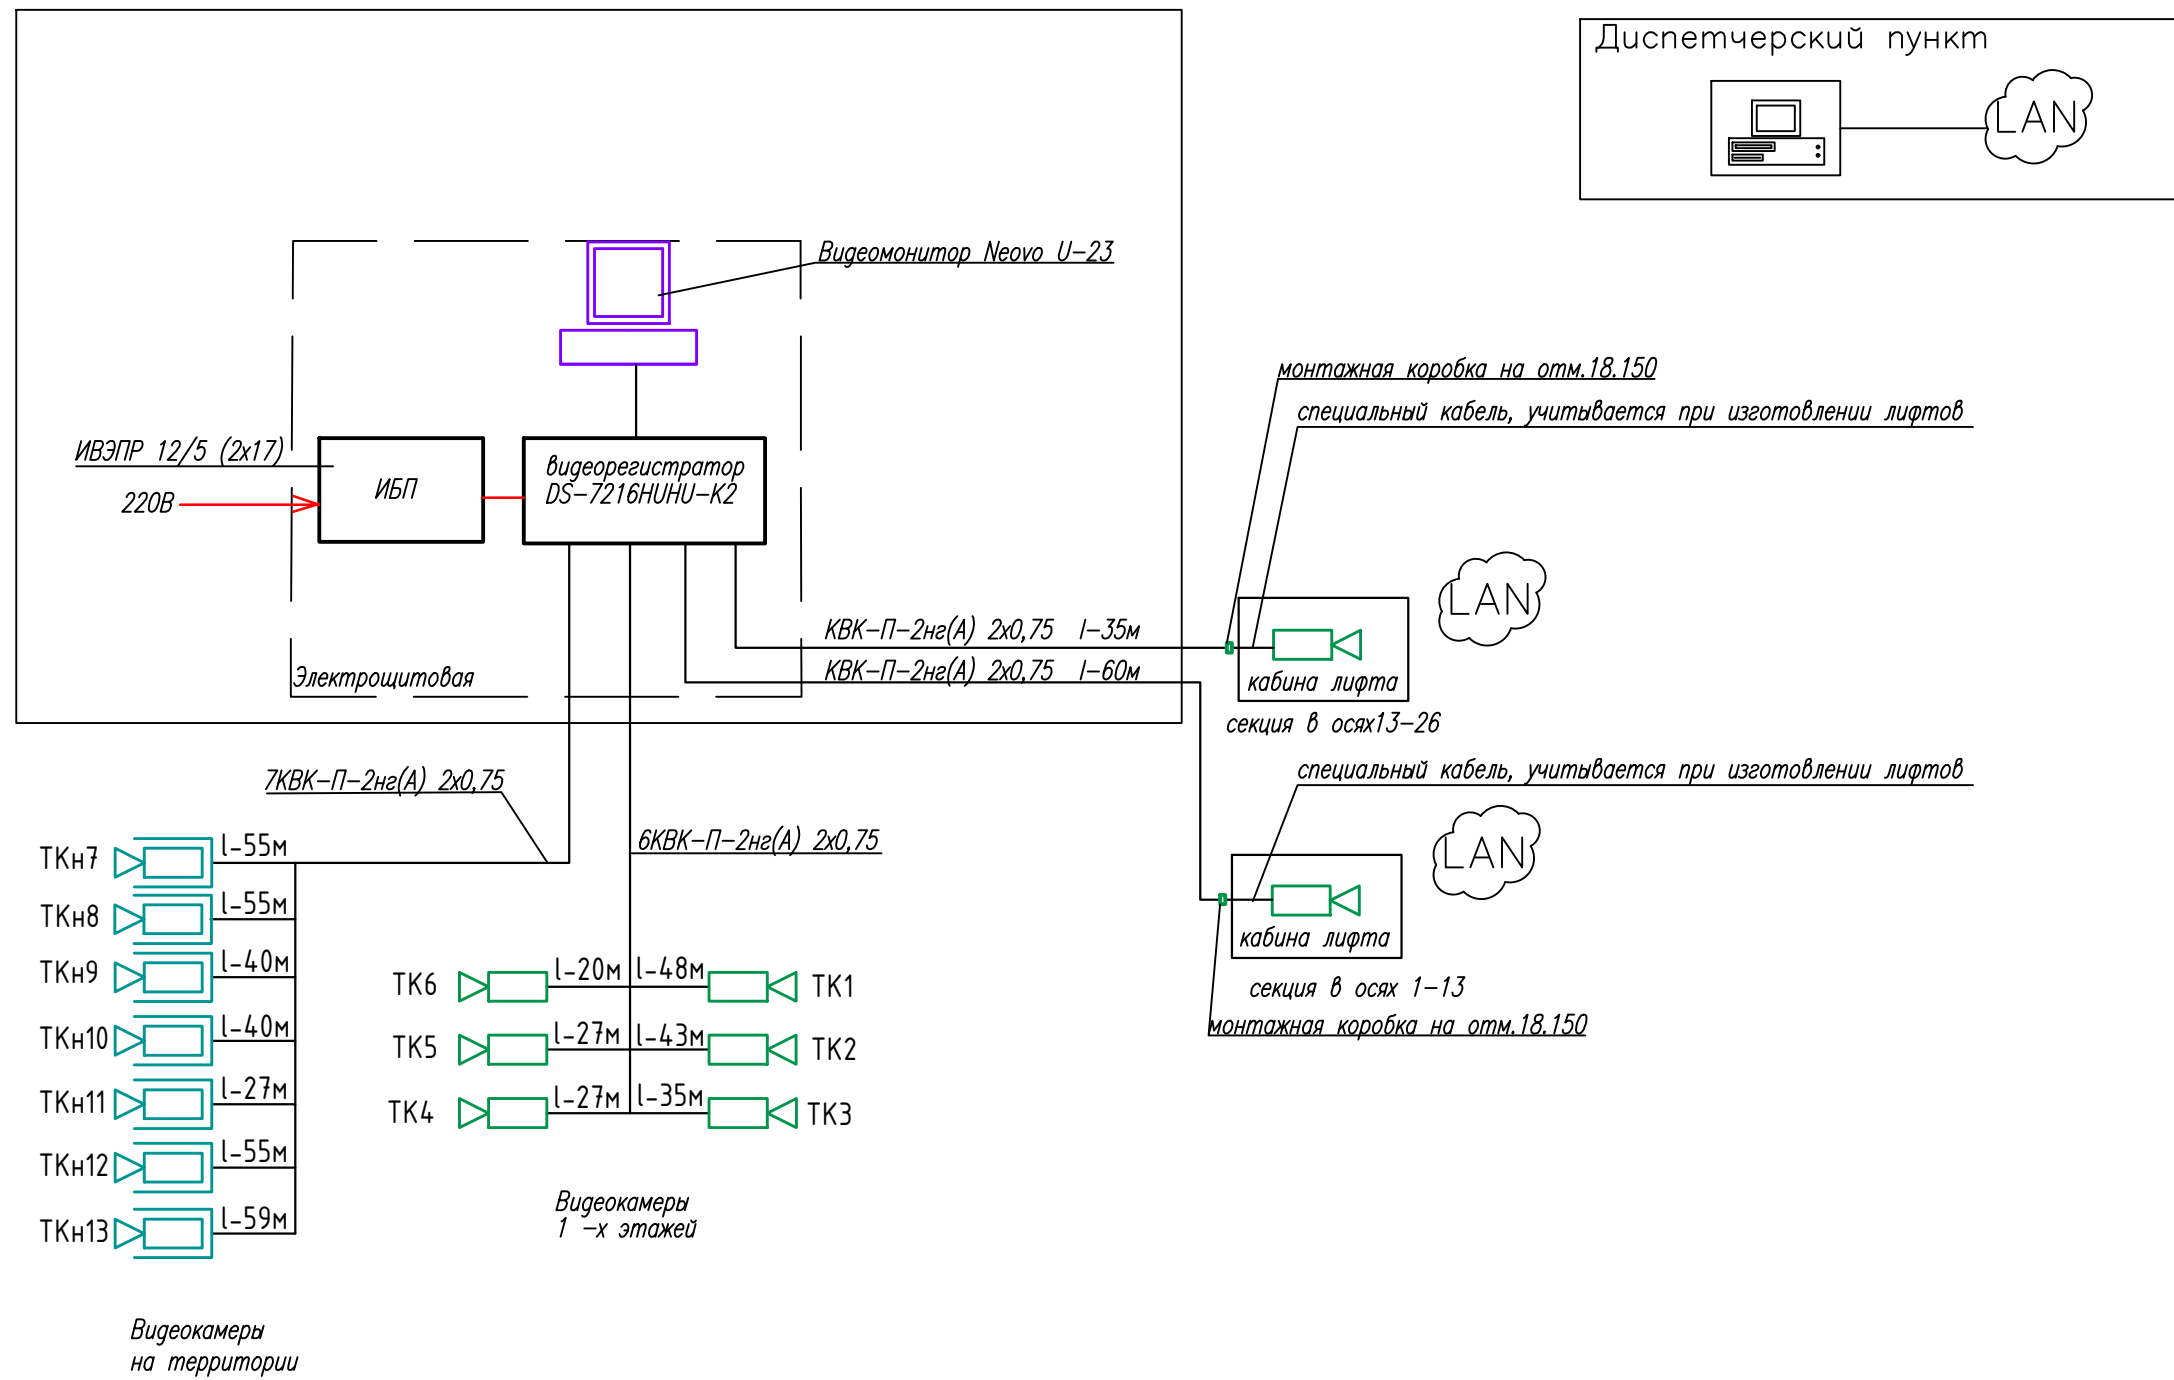 Диспетчерский пункт
LAN
Видеомонитор Neovo U-23
монтажная коробка на отм.18.150
специальный кабель, учитывается при изготовлении лифтов
ИВЭПР 12/5 (2х17)
220В
ИБП
видеорегистратор
DS-7216HUHU-K2
LAN
КВК-П-2нг(А) 2х0,75 l-35м
КВК-П-2нг(А) 2х0,75 l-60м
Электрощитовая
кабина лифта
секция в осях13-26
7КВК-П-2нг(А) 2х0,75
специальный кабель, учитывается при изготовлении лифтов
6КВК-П-2нг(А) 2х0,75
LAN
кабина лифта
секция в осях 1-13
монтажная коробка на отм.18.150
ТКн7 l-55м
ТКн8 l-55м
ТКн9 l-40м
ТКн10 l-40м
ТКн11 l-27м
ТКн12 l-55м
ТКн13 l-59м
ТК6 l-20м l-48м ТК1
ТК5 l-27м l-43м ТК2
ТК4 l-27м l-35м ТК3
Видеокамеры
1 -х этажей
Видеокамеры
на территории